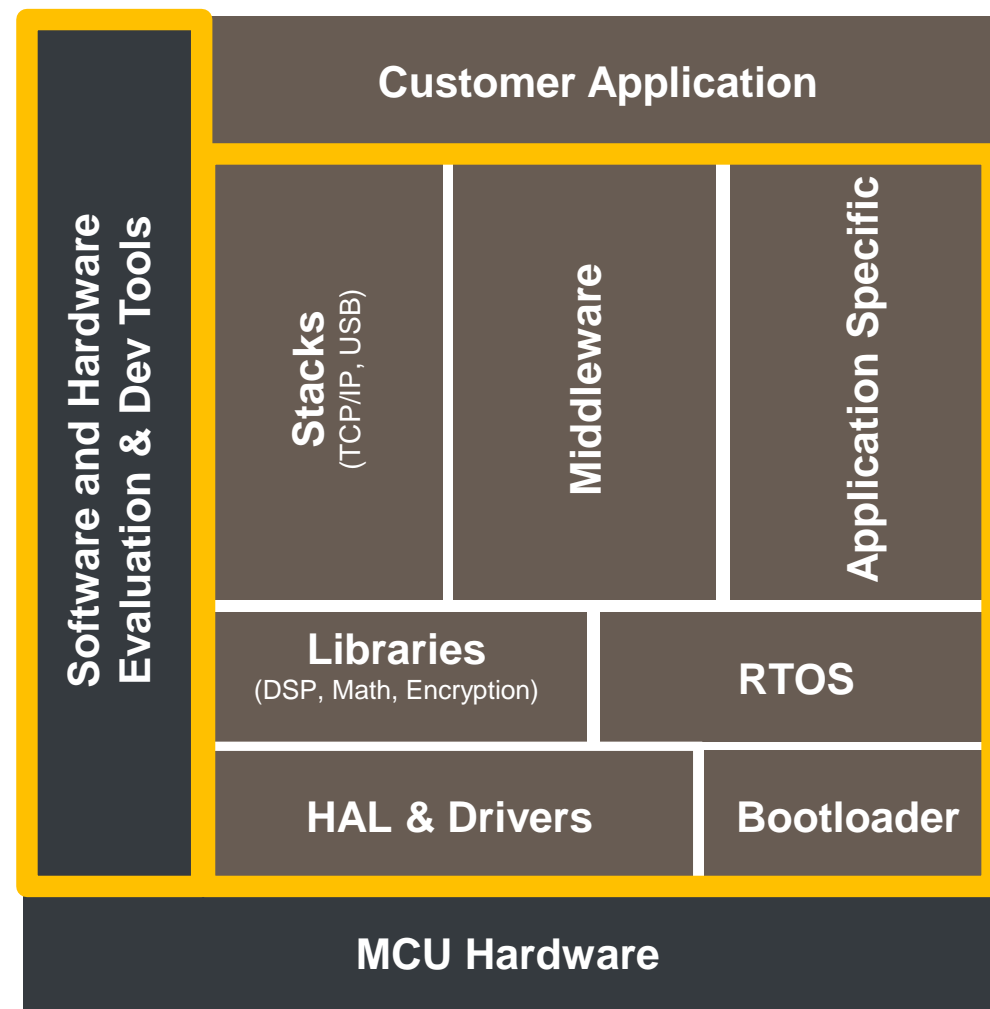 Customer Application
Software and Hardware
Evaluation & Dev Tools
Stacks
(TCP/IP, USB)
Middleware
Application Specific
Libraries
(DSP, Math, Encryption)
RTOS
HAL & Drivers
Bootloader
MCU Hardware